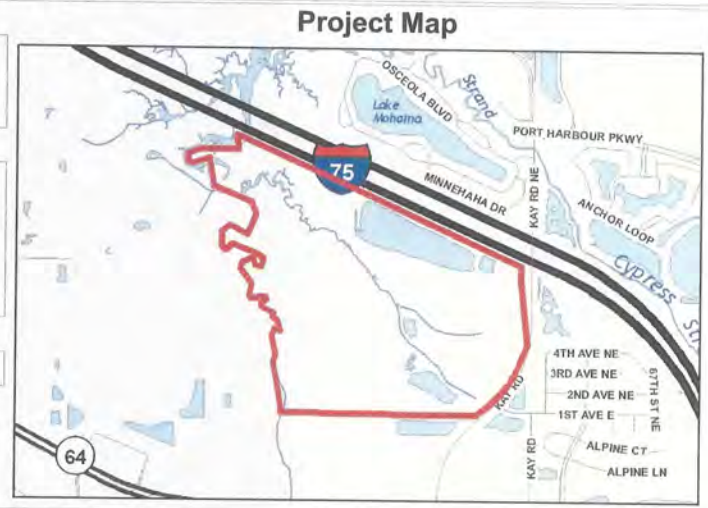 Project Map
OSCEOLA BLVD
Strand
Lake
Mohaina
PORT HARBOUR PKWY
75
MINNEHAHA DR
KAY RD NE
ANCHOR LOOP
Cypress
Str
4TH AVE NE
3RD AVE NE
2ND AVE NE
67TH ST NE
KAY RD
1ST AVE E
KAY RD
ALPINE CT
ALPINE LN
64